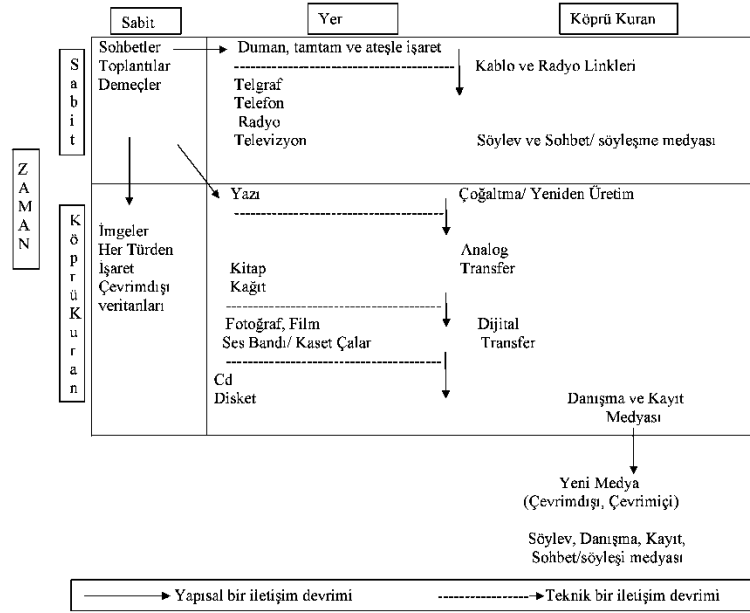 Sabit
Yer
Köprü Kuran
ZAMAN
Sabit
Sohbetler
Toplantılar
Demeçler
Duman, tamtam ve ateşle işaret
Telgraf
Telefon
Radyo
Televizyon
Kablo ve Radyo Linkleri
Söylev ve Sohbet/ söyleşme medyası
KöprüKuran
İmgeler
Her Türden
İşaret
Çevrimdışı
veritanları
Yazı
Kitap
Kağıt
Fotoğraf, Film
Ses Bandı/ Kaset Çalar
Cd
Disket
Çoğaltma/ Yeniden Üretim
Analog
Transfer
Dijital
Transfer
Danışma ve Kayıt
Medyası
Yeni Medya
(Çevrimdışı, Çevrimiçi)
Söylev, Danışma, Kayıt,
Sohbet/söyleşi medyası
Yapısal bir iletişim devrimi
Teknik bir iletişim devrimi